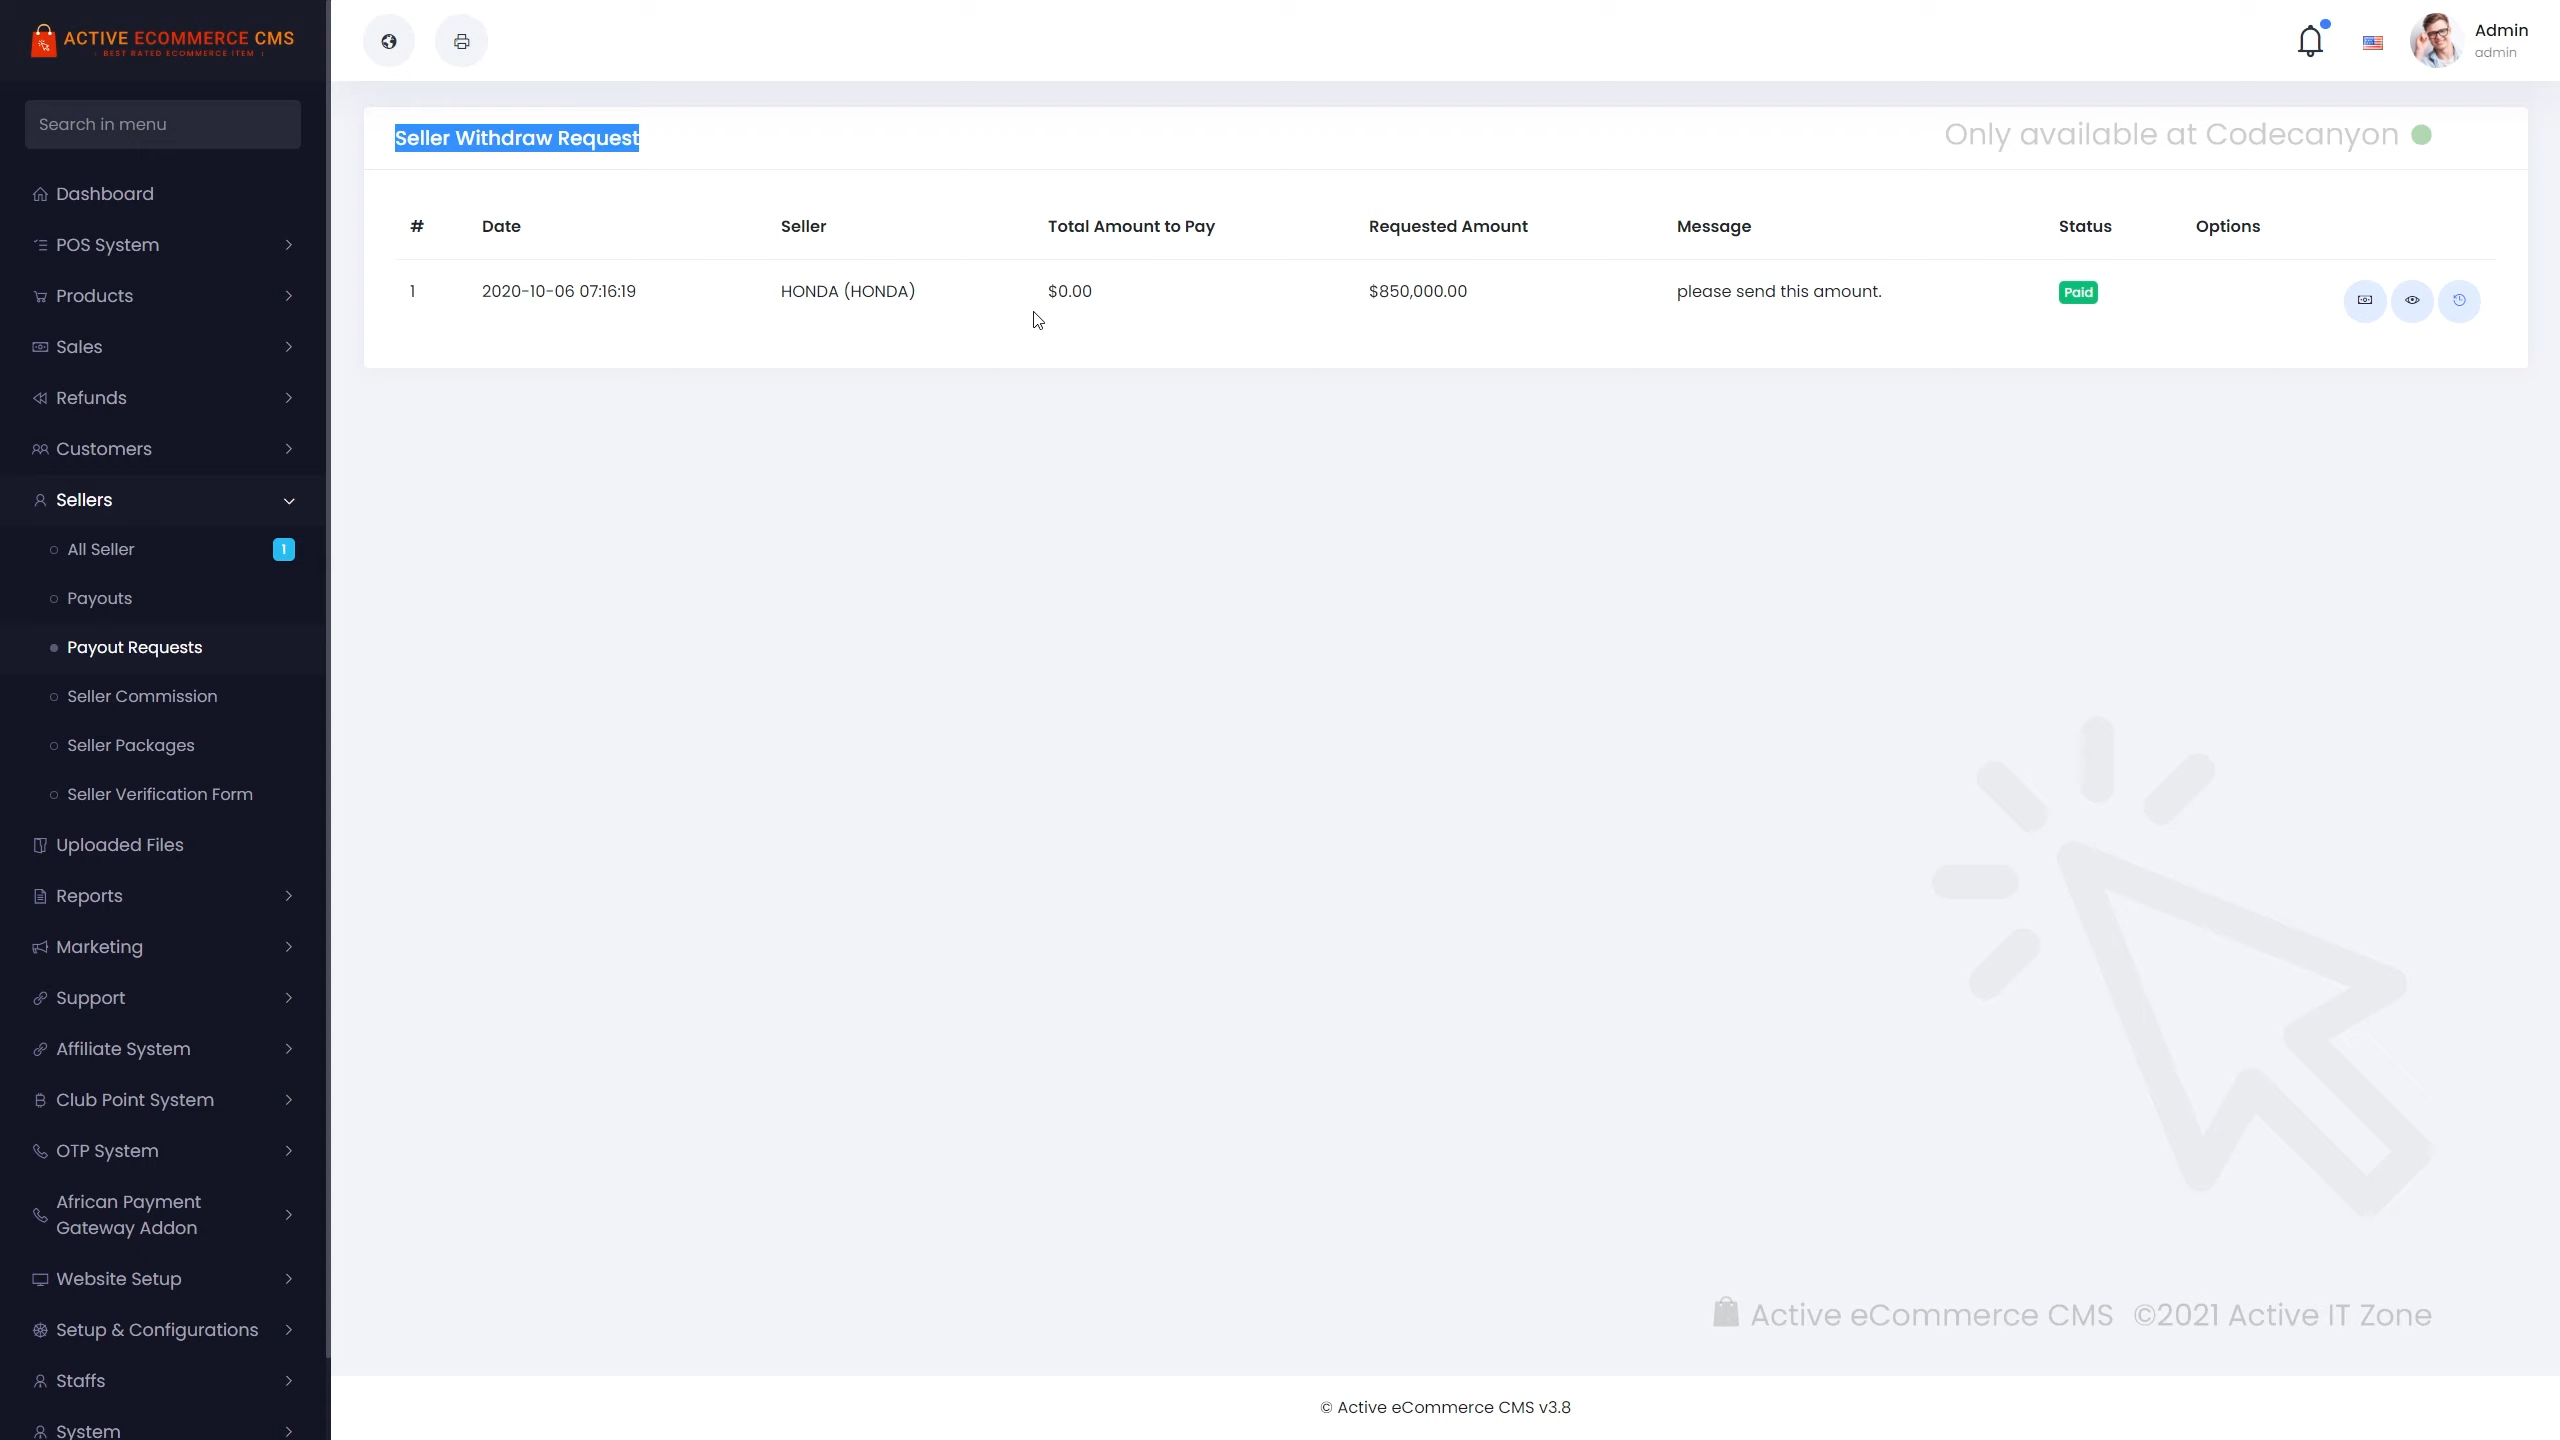 ACTIVE ECOMMERCE CMS
BEST RATED ECOMMERCE ITEM
Admin
admin
Search in menu
Dashboard
POS System
Products
Sales
Refunds
Customers
Sellers
All Seller
1
Payouts
Payout Requests
Seller Commission
Seller Packages
Seller Verification Form
Uploaded Files
Reports
Marketing
Support
Affiliate System
Club Point System
OTP System
African Payment
Gateway Addon
Website Setup
Setup & Configurations
Staffs
System
Seller Withdraw Request
Only available at Codecanyon
# Date Seller Total Amount to Pay Requested Amount Message Status Options
1 2020-10-06 07:16:19 HONDA (HONDA) $0.00 $850,000.00 please send this amount. Paid
Active eCommerce CMS ©2021 Active IT Zone
© Active eCommerce CMS v3.8